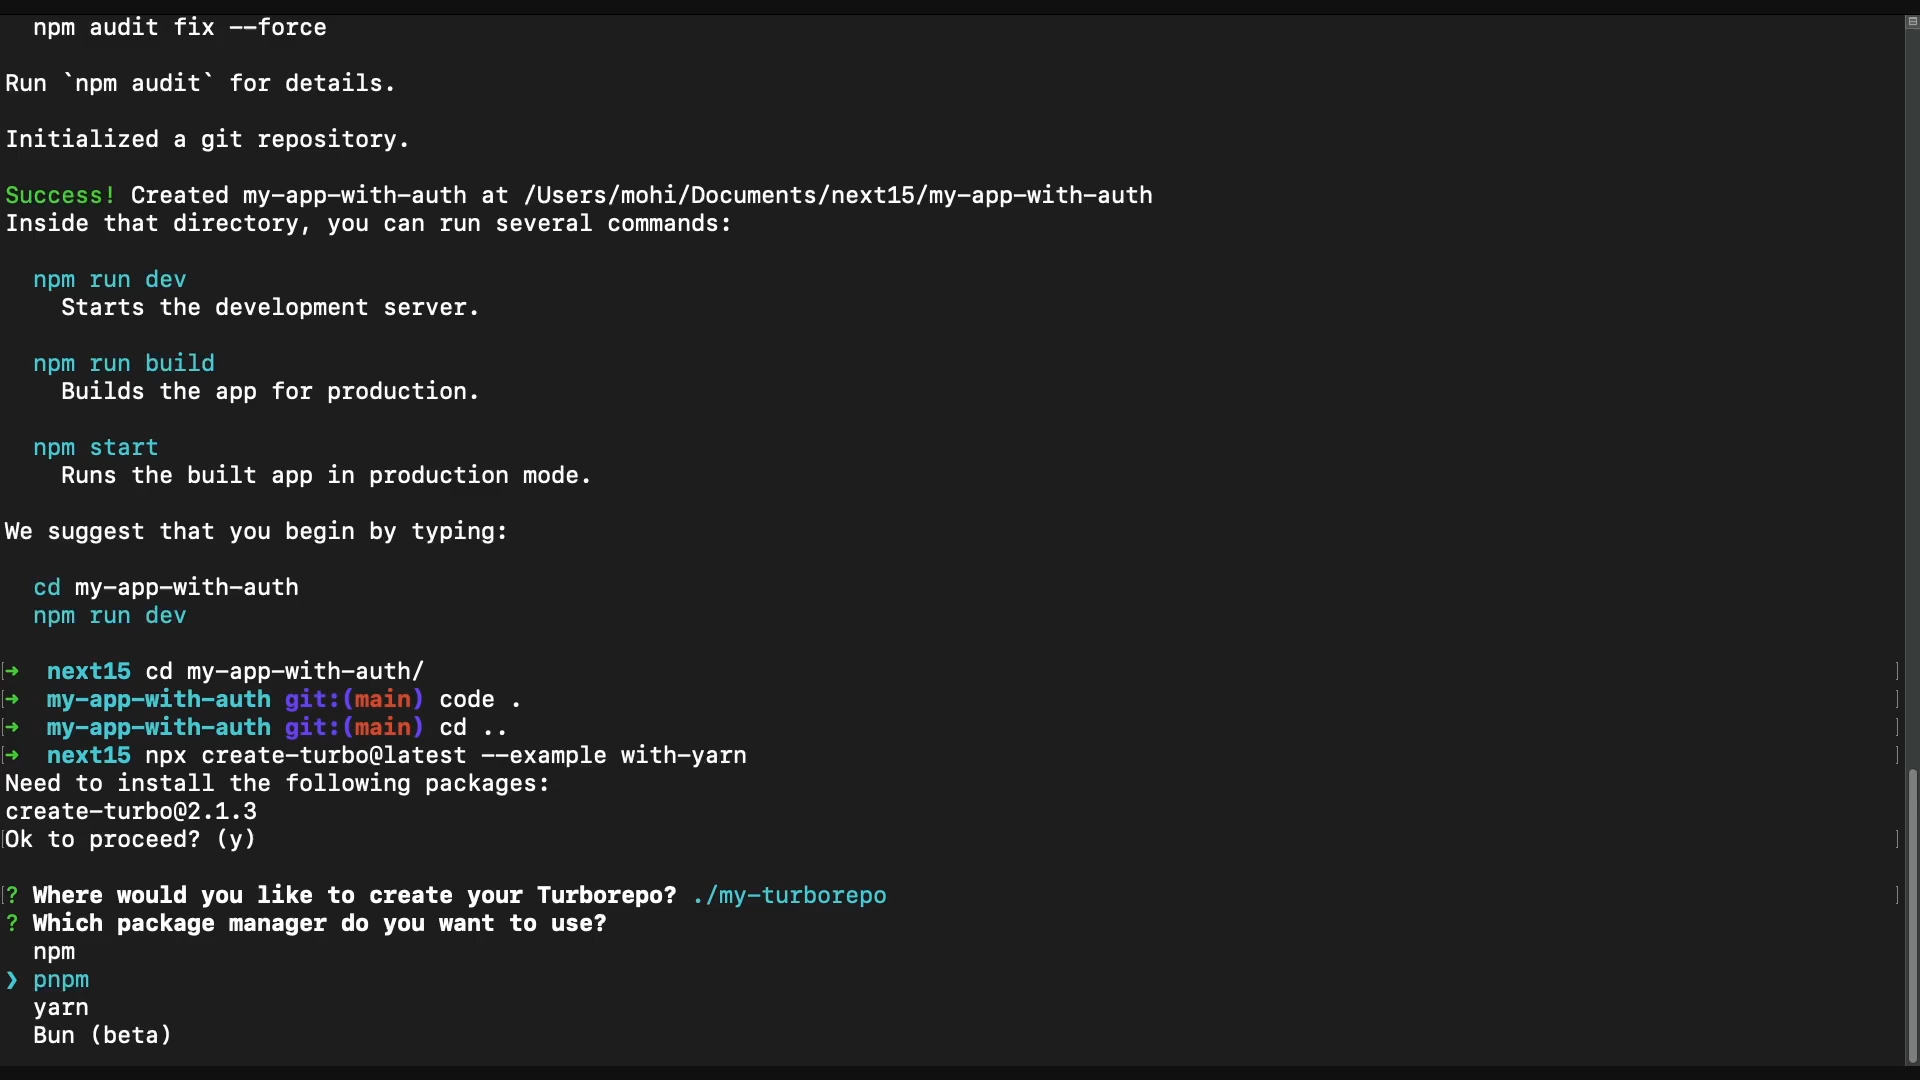 npm audit fix --force
Run `npm audit` for details.
Initialized a git repository.
Success! Created my-app-with-auth at /Users/mohi/Documents/next15/my-app-with-auth
Inside that directory, you can run several commands:
npm run dev
Starts the development server.
npm run build
Builds the app for production.
npm start
Runs the built app in production mode.
We suggest that you begin by typing:
cd my-app-with-auth
npm run dev
[➜  next15 cd my-app-with-auth/ ]
[➜  my-app-with-auth git:(main) code . ]
[➜  my-app-with-auth git:(main) cd .. ]
[➜  next15 npx create-turbo@latest --example with-yarn ]
Need to install the following packages:
create-turbo@2.1.3
[Ok to proceed? (y) ]
[? Where would you like to create your Turborepo? ./my-turborepo ]
? Which package manager do you want to use?
npm
❯ pnpm
yarn
Bun (beta)